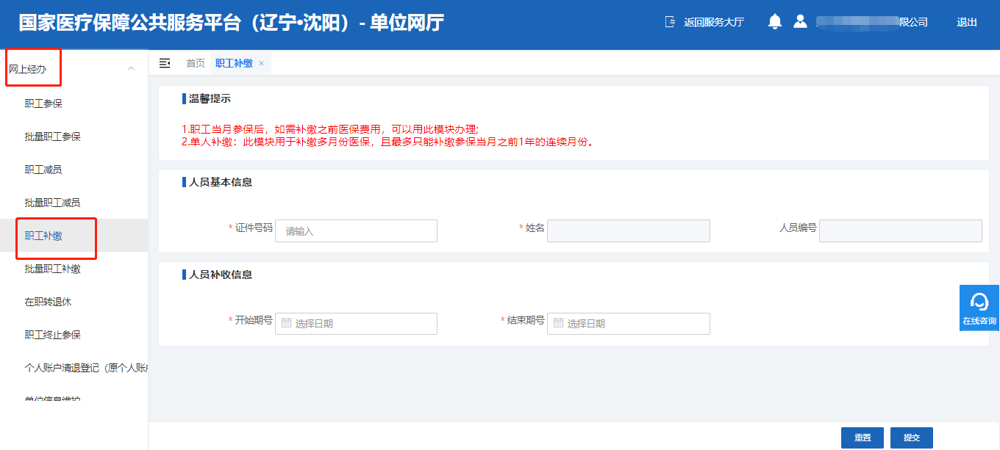 国家医疗保障公共服务平台（辽宁•沈阳）- 单位网厅
返回服务大厅
限公司
退出
网上经办
职工参保
批量职工参保
职工减员
批量职工减员
职工补缴
批量职工补缴
在职转退休
职工终止参保
个人账户清退登记（原个人账户
单位信息维护
首页
职工补缴 ×
温馨提示
1.职工当月参保后，如需补缴之前医保费用，可以用此模块办理;
2.单人补缴：此模块用于补缴多月份医保，且最多只能补缴参保当月之前1年的连续月份。
人员基本信息
* 证件号码 请输入
* 姓名
人员编号
人员补收信息
* 开始期号 选择日期
* 结束期号 选择日期
在线咨询
重置
提交